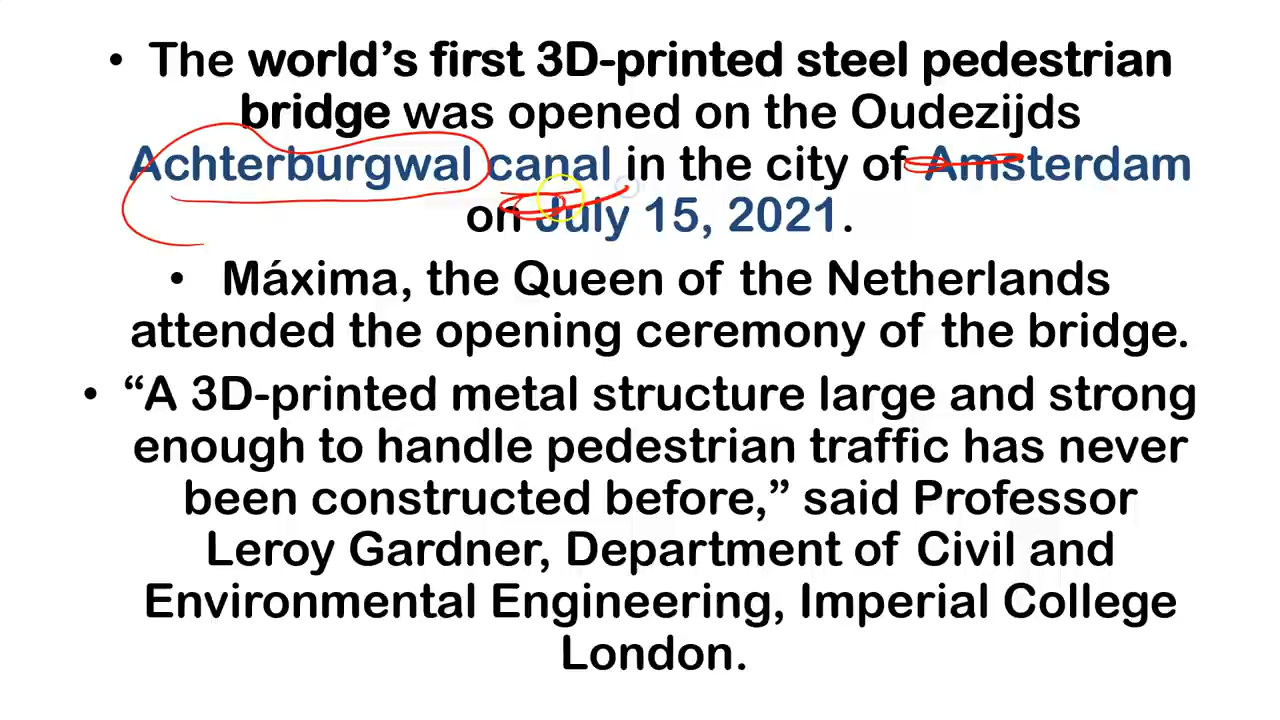 • The world's first 3D-printed steel pedestrian
bridge was opened on the Oudezijds
Achterburgwal canal in the city of Amsterdam
on July 15, 2021.
• Máxima, the Queen of the Netherlands
attended the opening ceremony of the bridge.
• “A 3D-printed metal structure large and strong
enough to handle pedestrian traffic has never
been constructed before,” said Professor
Leroy Gardner, Department of Civil and
Environmental Engineering, Imperial College
London.